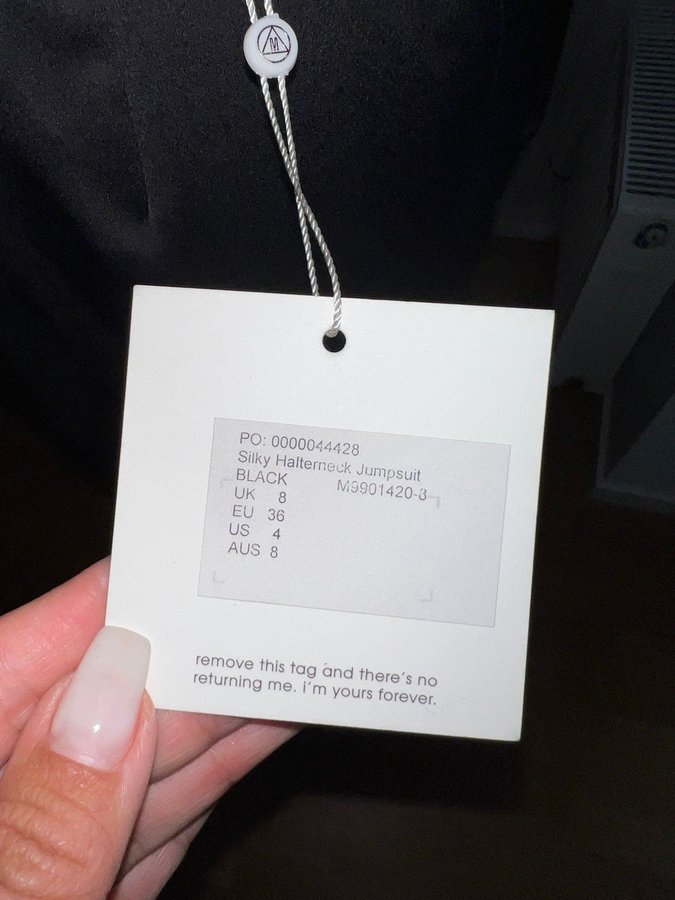 M
PO: 0000044428
Silky Halterneck Jumpsuit
BLACK M9901420-8
UK 8
EU 36
US 4
AUS 8
remove this tag and there's no
returning me. i'm yours forever.